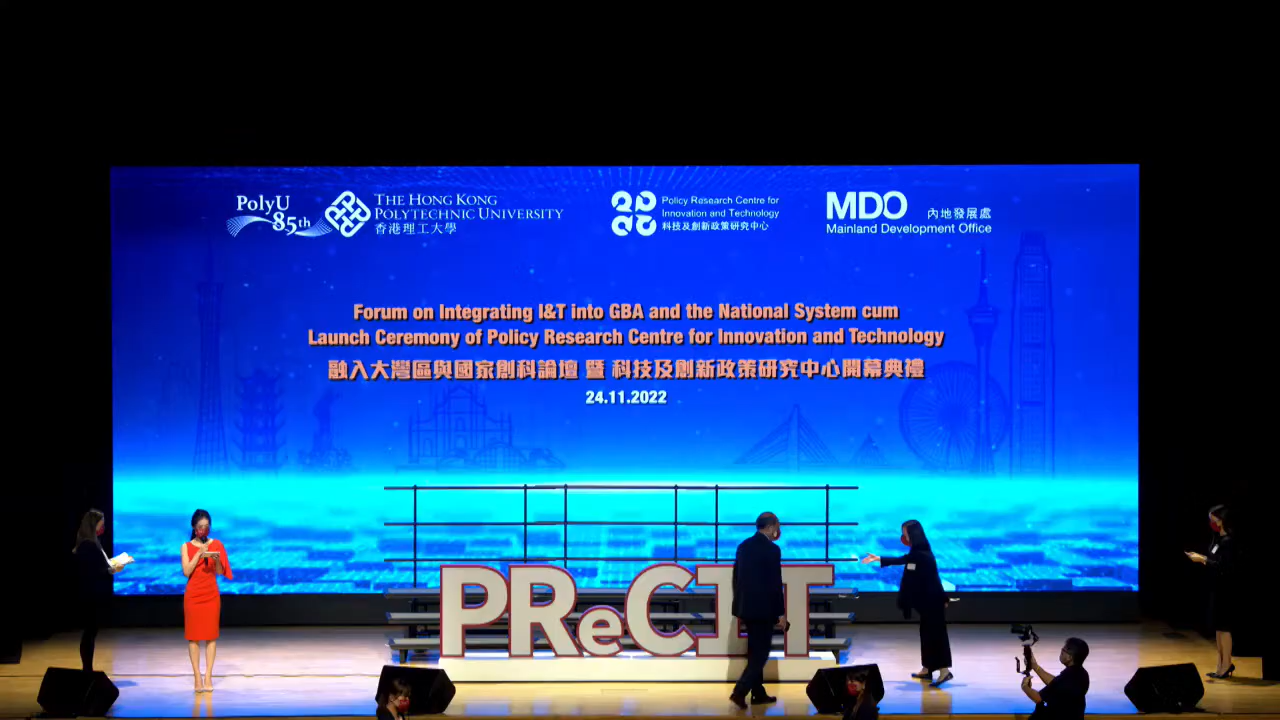 PolyU
85th
THE HONG KONG
POLYTECHNIC UNIVERSITY
香港理工大學
Policy Research Centre for
Innovation and Technology
科技及創新政策研究中心
MDO 內地發展處
Mainland Development Office
Forum on Integrating I&T into GBA and the National System cum
Launch Ceremony of Policy Research Centre for Innovation and Technology
融入大灣區與國家創科論壇 暨 科技及創新政策研究中心開幕典禮
24.11.2022
PReCIT